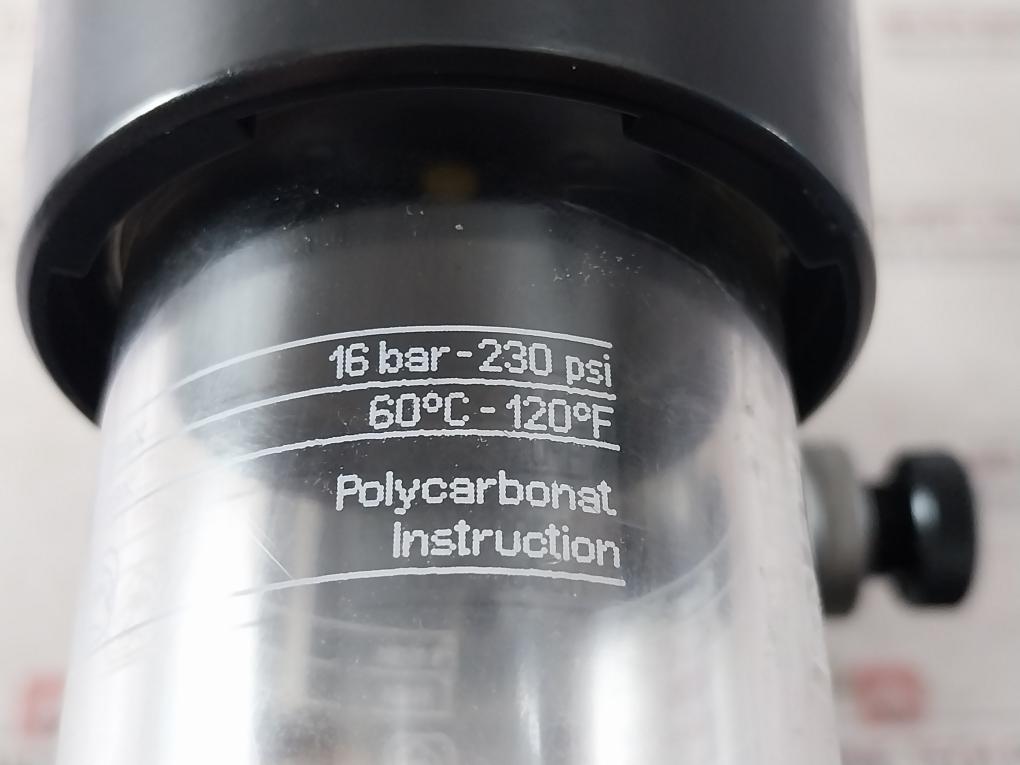 16 bar - 230 psi
60°C - 120°F
Polycarbonat
Instruction